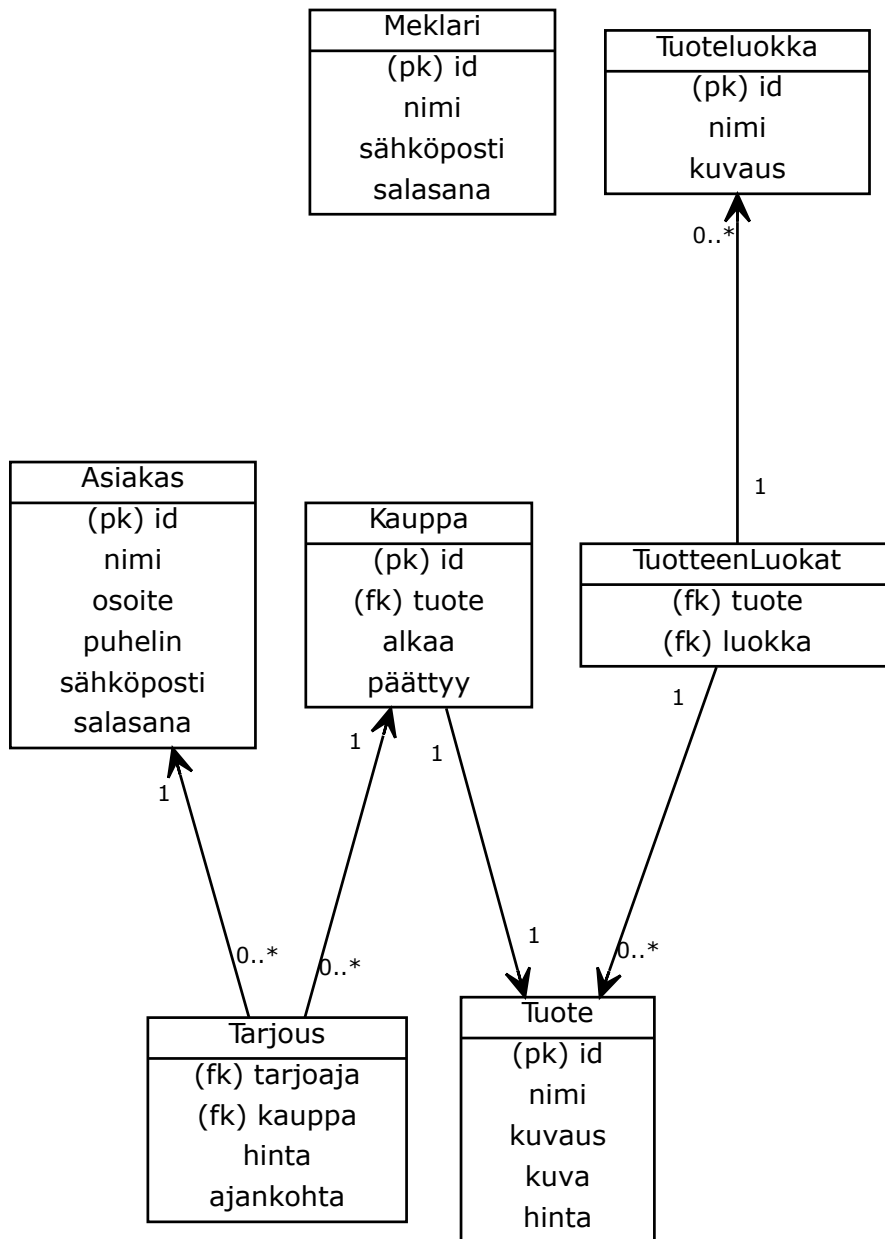 Meklari
(pk) id
nimi
sähköposti
salasana
Tuoteluokka
(pk) id
nimi
kuvaus
0..*
1
Asiakas
(pk) id
nimi
osoite
puhelin
sähköposti
salasana
Kauppa
(pk) id
(fk) tuote
alkaa
päättyy
TuotteenLuokat
(fk) tuote
(fk) luokka
1
1
1
1
0..*
0..*
1
0..*
Tarjous
(fk) tarjoaja
(fk) kauppa
hinta
ajankohta
Tuote
(pk) id
nimi
kuvaus
kuva
hinta